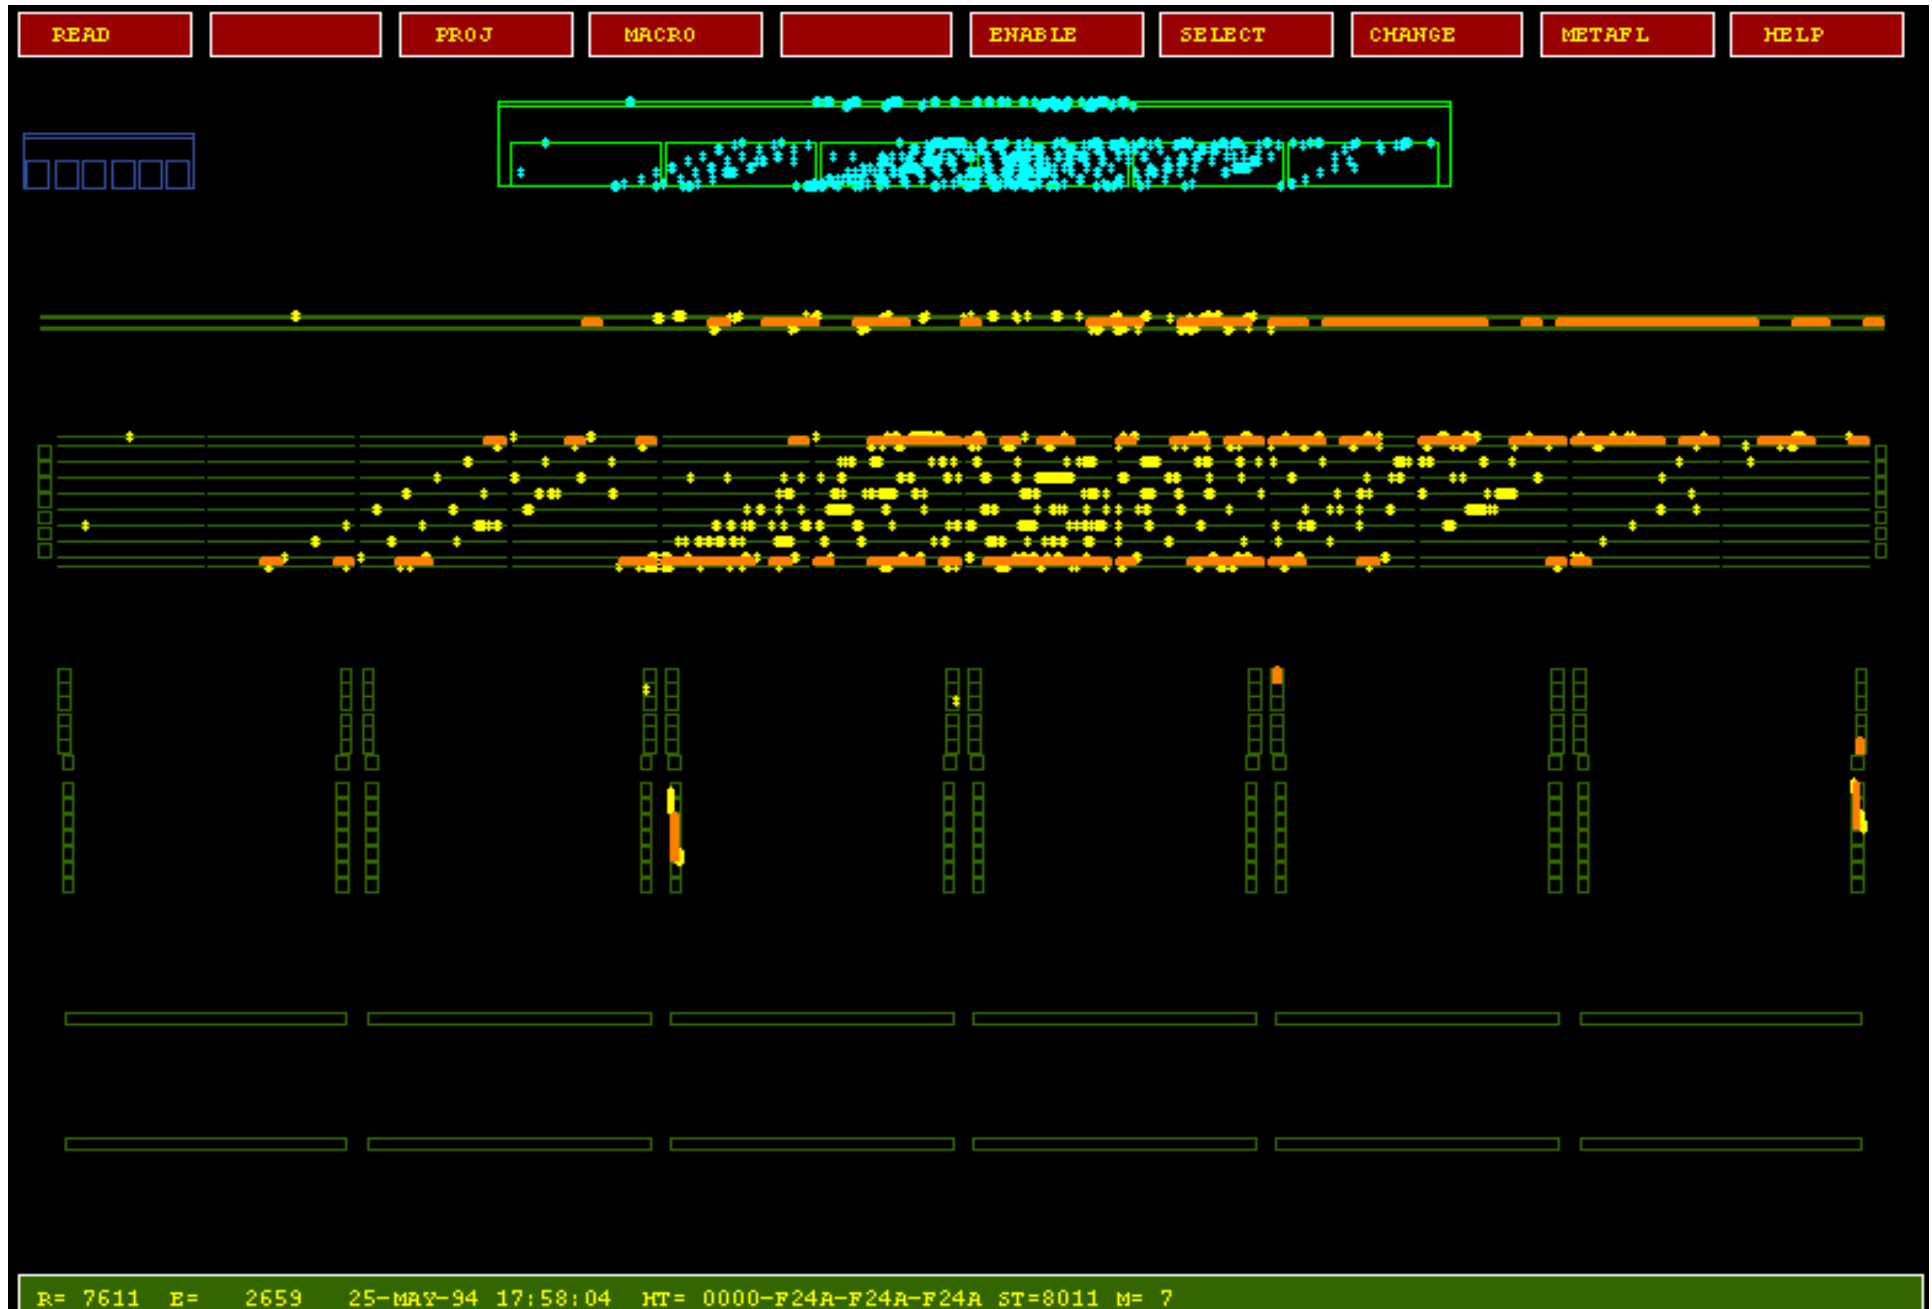 READ PROJ MACRO ENABLE SELECT CHANGE METAFL HELP
R= 7611 E= 2659 25-MAY-94 17:58:04 HT= 0000-F24A-F24A-F24A ST=8011 M= 7